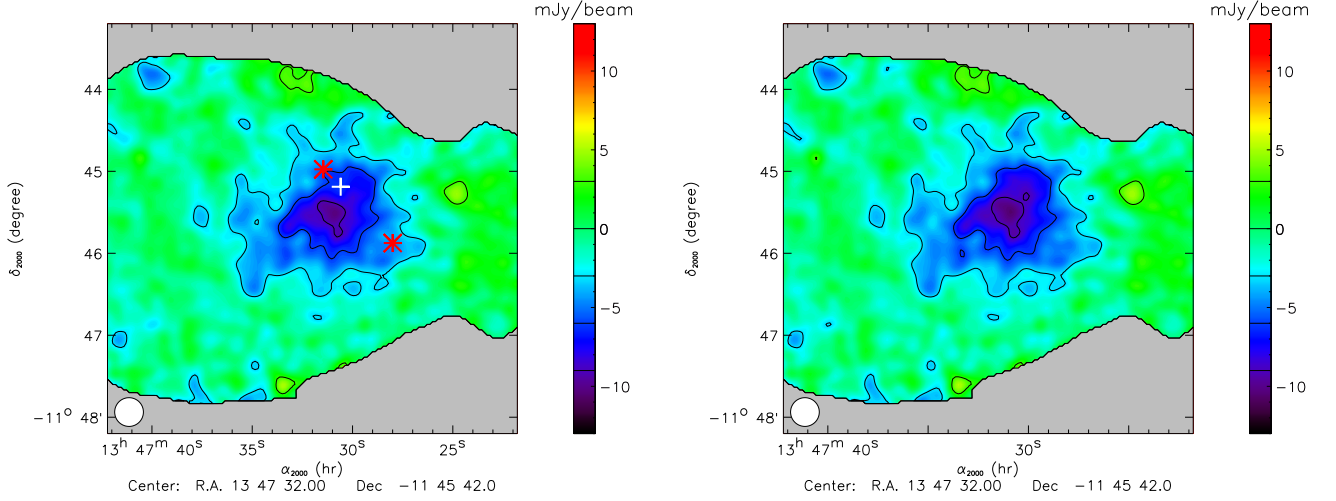 mJy/beam
10
5
0
−5
−10
44
45
46
47
−11° 48'
δ2000 (degree)
13h 47m 40s
35s
30s
25s
α2000 (hr)
Center: R.A. 13 47 32.00 Dec −11 45 42.0
mJy/beam
10
5
0
−5
−10
44
45
46
47
−11° 48'
δ2000 (degree)
13h 47m 40s
30s
α2000 (hr)
Center: R.A. 13 47 32.00 Dec −11 45 42.0